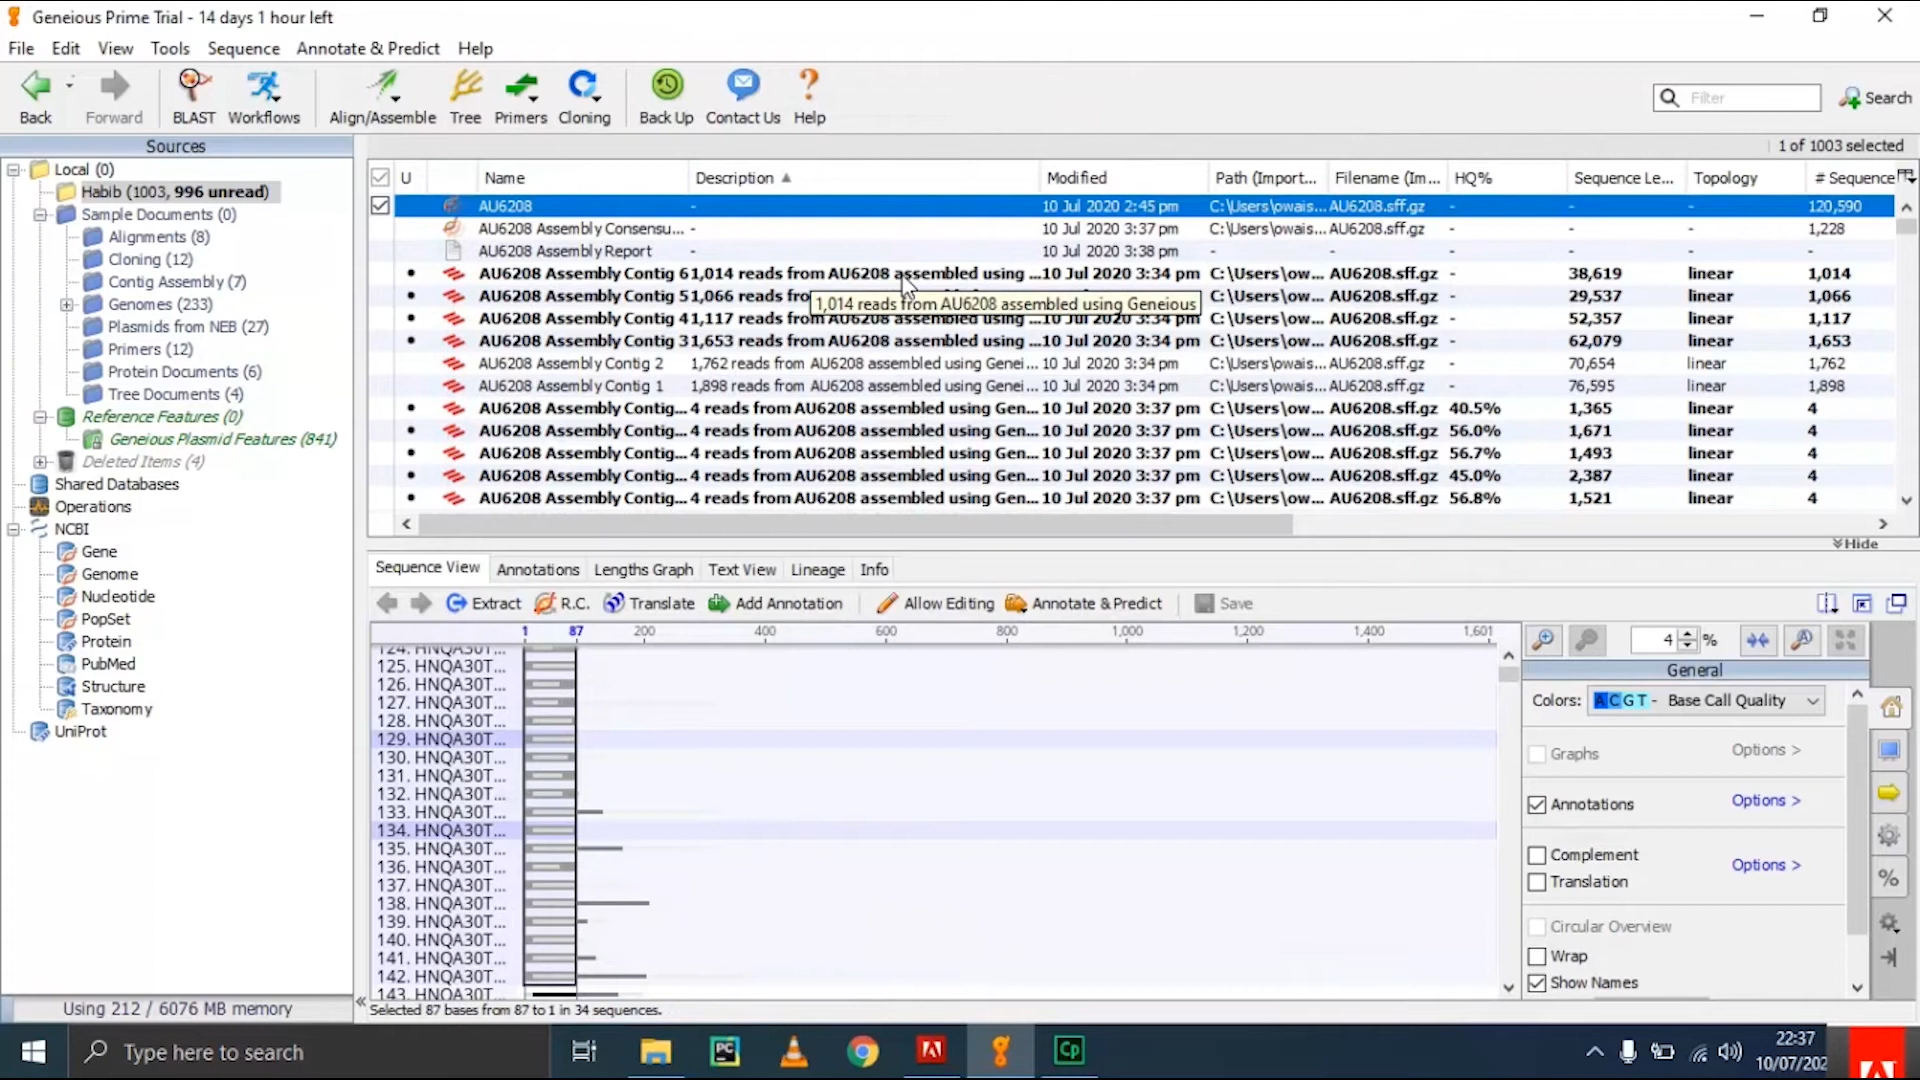 Geneious Prime Trial - 14 days 1 hour left
File Edit View Tools Sequence Annotate & Predict Help
Back Forward BLAST Workflows Align/Assemble Tree Primers Cloning Back Up Contact Us Help Filter Search
Sources
1 of 1003 selected
Local (0)
Habib (1003, 996 unread)
Sample Documents (0)
Alignments (8)
Cloning (12)
Contig Assembly (7)
Genomes (233)
Plasmids from NEB (27)
Primers (12)
Protein Documents (6)
Tree Documents (4)
Reference Features (0)
Geneious Plasmid Features (841)
Deleted Items (4)
Shared Databases
Operations
NCBI
Gene
Genome
Nucleotide
PopSet
Protein
PubMed
Structure
Taxonomy
UniProt
Using 212 / 6076 MB memory
U Name Description Modified Path (Import... Filename (Im... HQ% Sequence Le... Topology # Sequence
AU6208 - 10 Jul 2020 2:45 pm C:\Users\owais... AU6208.sff.gz - - - 120,590
AU6208 Assembly Consensu... - 10 Jul 2020 3:37 pm C:\Users\owais... AU6208.sff.gz - - - 1,228
AU6208 Assembly Report 10 Jul 2020 3:38 pm - - - - - -
AU6208 Assembly Contig 6 1,014 reads from AU6208 assembled using ... 10 Jul 2020 3:34 pm C:\Users\ow... AU6208.sff.gz - 38,619 linear 1,014
AU6208 Assembly Contig 5 1,066 reads fro 29,537 linear 1,066 C:\Users\ow... AU6208.sff.gz -
1,014 reads from AU6208 assembled using Geneious
AU6208 Assembly Contig 4 1,117 reads from AU6208 assembled using ... 10 Jul 2020 3:34 pm C:\Users\ow... AU6208.sff.gz - 52,357 linear 1,117
AU6208 Assembly Contig 3 1,653 reads from AU6208 assembled using ... 10 Jul 2020 3:34 pm C:\Users\ow... AU6208.sff.gz - 62,079 linear 1,653
AU6208 Assembly Contig 2 1,762 reads from AU6208 assembled using Genei... 10 Jul 2020 3:34 pm C:\Users\owais... AU6208.sff.gz - 70,654 linear 1,762
AU6208 Assembly Contig 1 1,898 reads from AU6208 assembled using Genei... 10 Jul 2020 3:34 pm C:\Users\owais... AU6208.sff.gz - 76,595 linear 1,898
AU6208 Assembly Contig... 4 reads from AU6208 assembled using Gen... 10 Jul 2020 3:37 pm C:\Users\ow... AU6208.sff.gz 40.5% 1,365 linear 4
AU6208 Assembly Contig... 4 reads from AU6208 assembled using Gen... 10 Jul 2020 3:37 pm C:\Users\ow... AU6208.sff.gz 56.0% 1,671 linear 4
AU6208 Assembly Contig... 4 reads from AU6208 assembled using Gen... 10 Jul 2020 3:37 pm C:\Users\ow... AU6208.sff.gz 56.7% 1,493 linear 4
AU6208 Assembly Contig... 4 reads from AU6208 assembled using Gen... 10 Jul 2020 3:37 pm C:\Users\ow... AU6208.sff.gz 45.0% 2,387 linear 4
AU6208 Assembly Contig... 4 reads from AU6208 assembled using Gen... 10 Jul 2020 3:37 pm C:\Users\ow... AU6208.sff.gz 56.8% 1,521 linear 4
Hide
Sequence View Annotations Lengths Graph Text View Lineage Info
Extract R.C. Translate Add Annotation Allow Editing Annotate & Predict Save
1 87 200 400 600 800 1,000 1,200 1,400 1,601
124. HNQA30T...
125. HNQA30T...
126. HNQA30T...
127. HNQA30T...
128. HNQA30T...
129. HNQA30T...
130. HNQA30T...
131. HNQA30T...
132. HNQA30T...
133. HNQA30T...
134. HNQA30T...
135. HNQA30T...
136. HNQA30T...
137. HNQA30T...
138. HNQA30T...
139. HNQA30T...
140. HNQA30T...
141. HNQA30T...
142. HNQA30T...
143. HNQA30T...
Selected 87 bases from 87 to 1 in 34 sequences.
4 %
General
Colors: ACGT - Base Call Quality
Graphs Options >
Annotations Options >
Complement
Options >
Translation
Circular Overview
Wrap
Show Names
%
Type here to search
PC
Cp
22:37
10/07/202